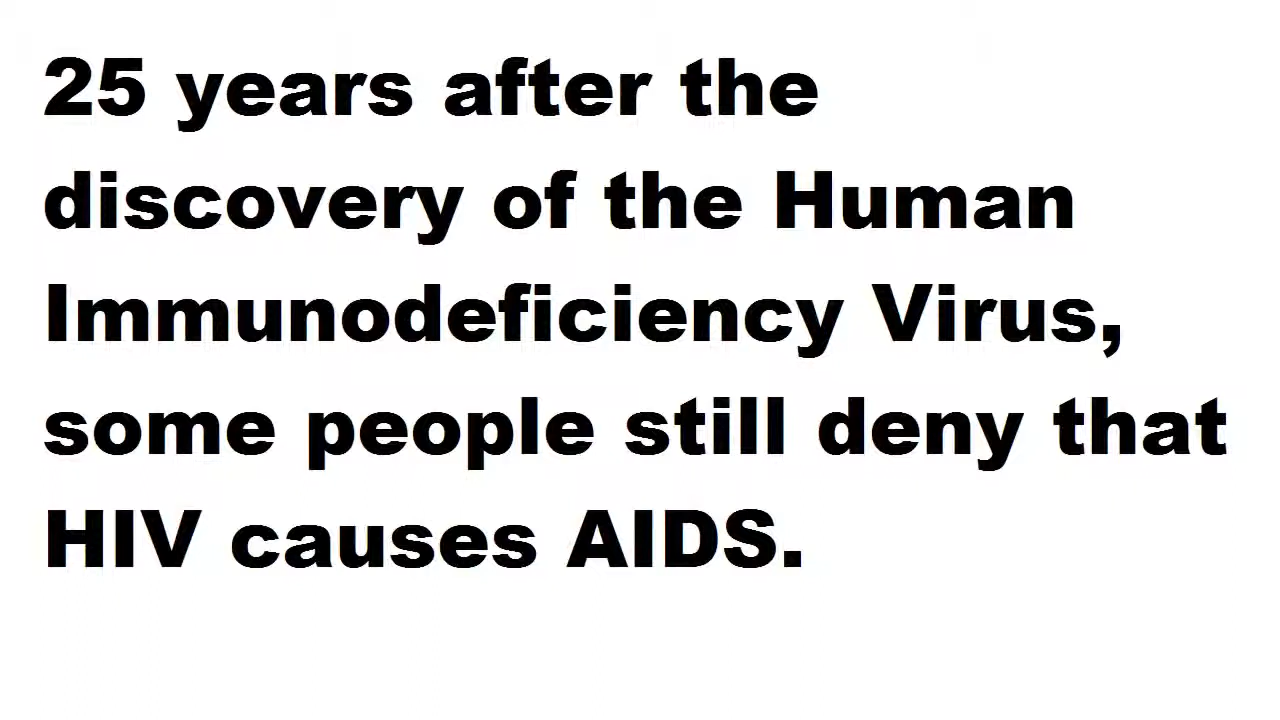 25 years after the
discovery of the Human
Immunodeficiency Virus,
some people still deny that
HIV causes AIDS.